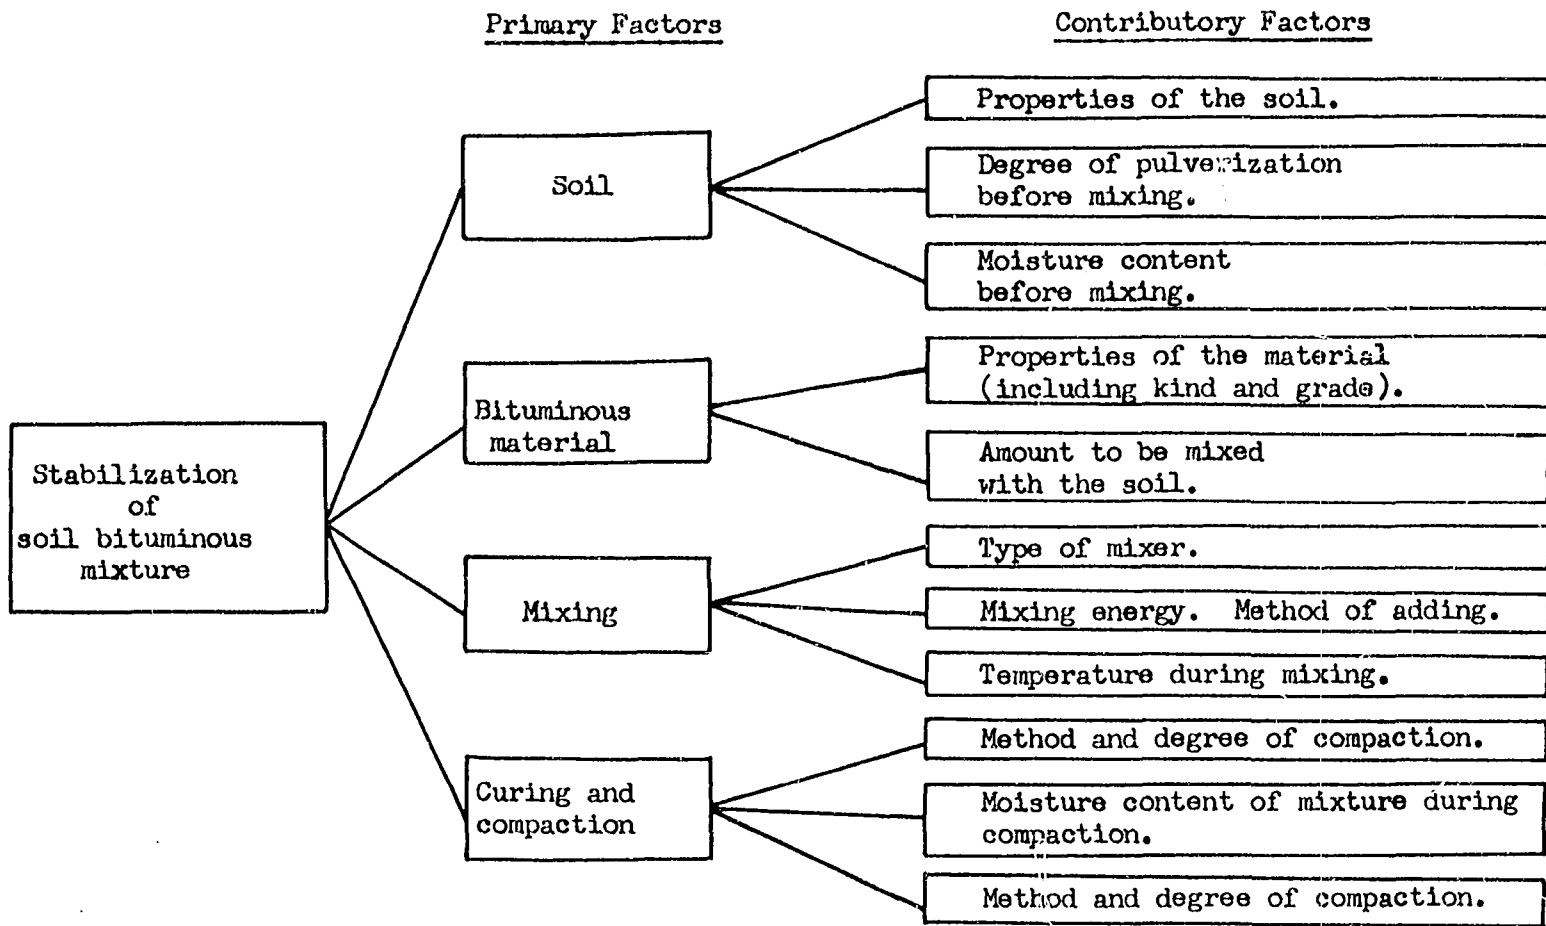 Primary Factors
Contributory Factors
Stabilization
of
soil bituminous
mixture
Soil
Properties of the soil.
Degree of pulverization
before mixing.
Moisture content
before mixing.
Bituminous
material
Properties of the material
(including kind and grade).
Amount to be mixed
with the soil.
Mixing
Type of mixer.
Mixing energy. Method of adding.
Temperature during mixing.
Curing and
compaction
Method and degree of compaction.
Moisture content of mixture during
compaction.
Method and degree of compaction.